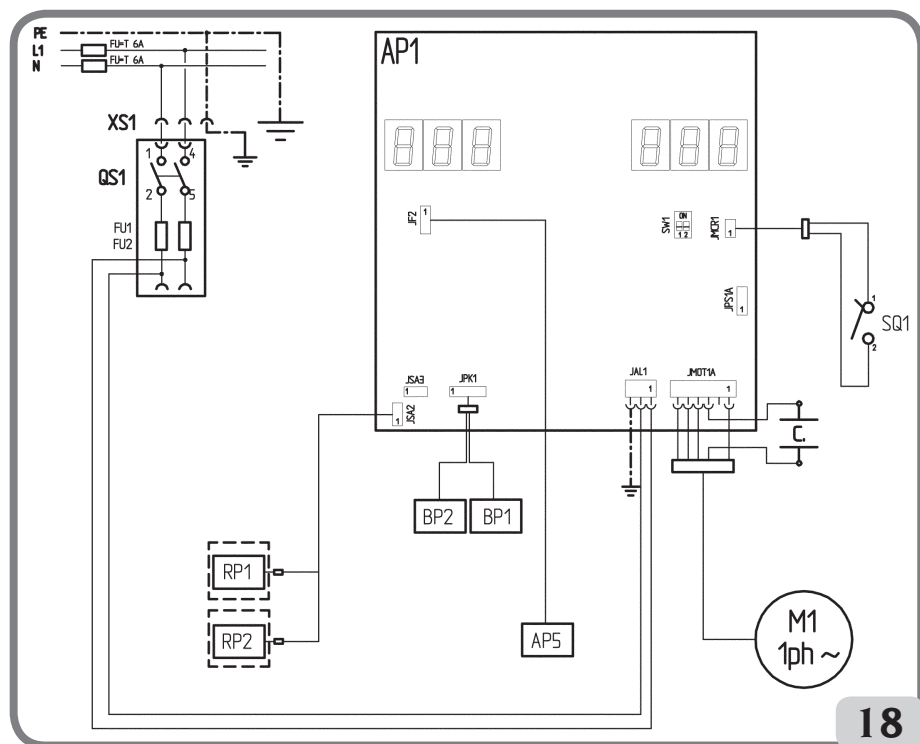 PE
L1
N
FU=T 6A
FU=T 6A
XS1
1 4
QS1
2 5
FU1
FU2
AP1
JF2
1
SW1
ON
1 2
JMCR1
1
JPS1A
1
1
SQ1
2
JSA3
1
JPK1
1
JSA2
1
JAL1
1
JMOT1A
1
C.
BP2
BP1
RP1
RP2
AP5
M1
1ph ~
18